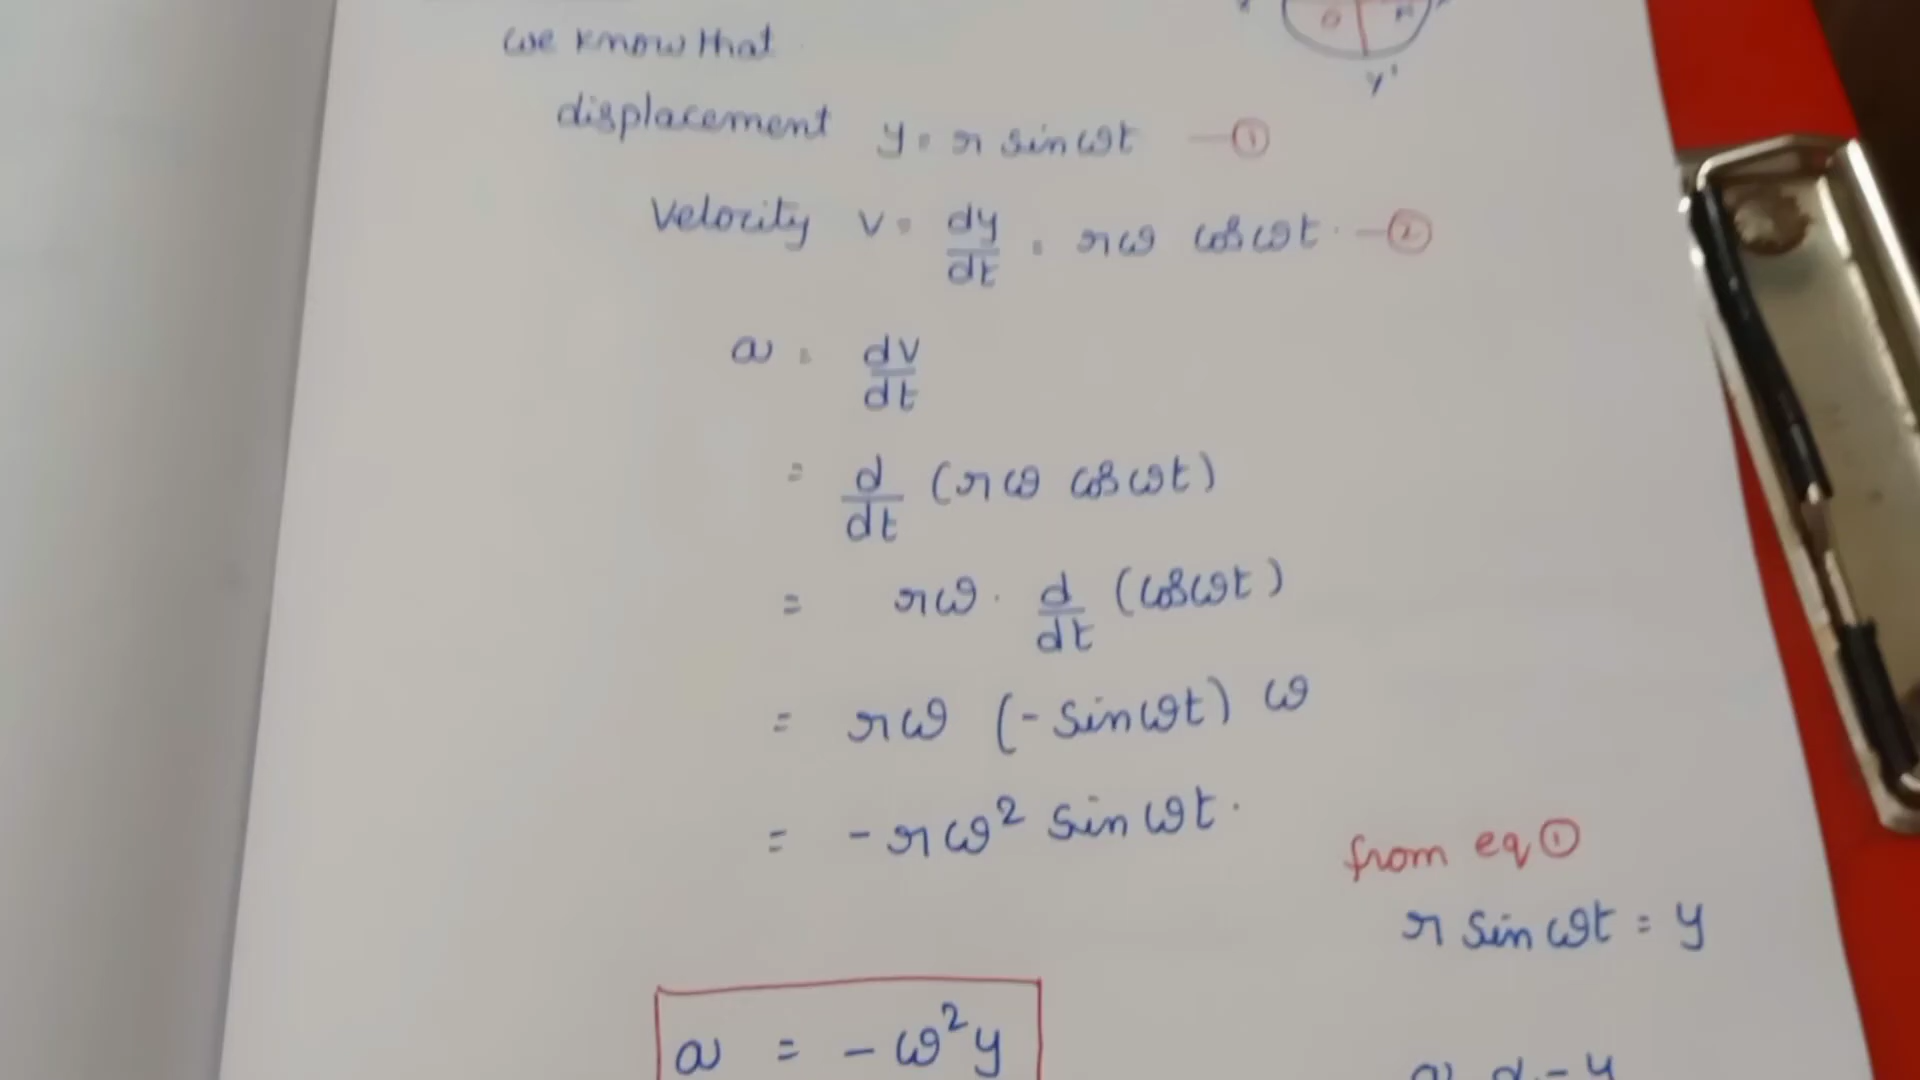 we know that
Y'
displacement y = r sin ωt — ①
Velocity v = dy/dt = rω cos ωt — ②
a = dv/dt
= d/dt (rω cos ωt)
= rω · d/dt (cos ωt)
= rω (- sin ωt) ω
= - rω² sin ωt.
from eq ①
r sin ωt = y
a = - ω²y
a α - y